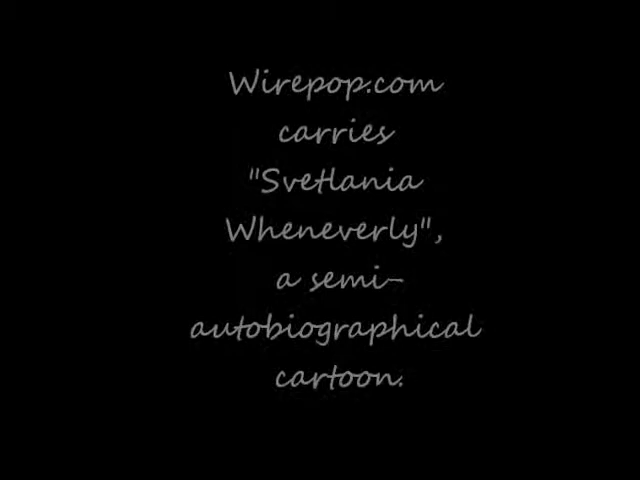 Wirepop.com
carries
"Svetlania
Wheneverly",
a semi-
autobiographical
cartoon.